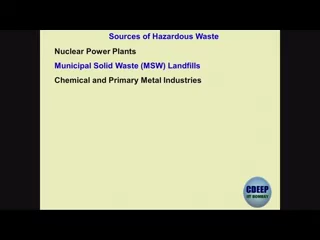 Sources of Hazardous Waste
Nuclear Power Plants
Municipal Solid Waste (MSW) Landfills
Chemical and Primary Metal Industries
CDEEP
IIT BOMBAY